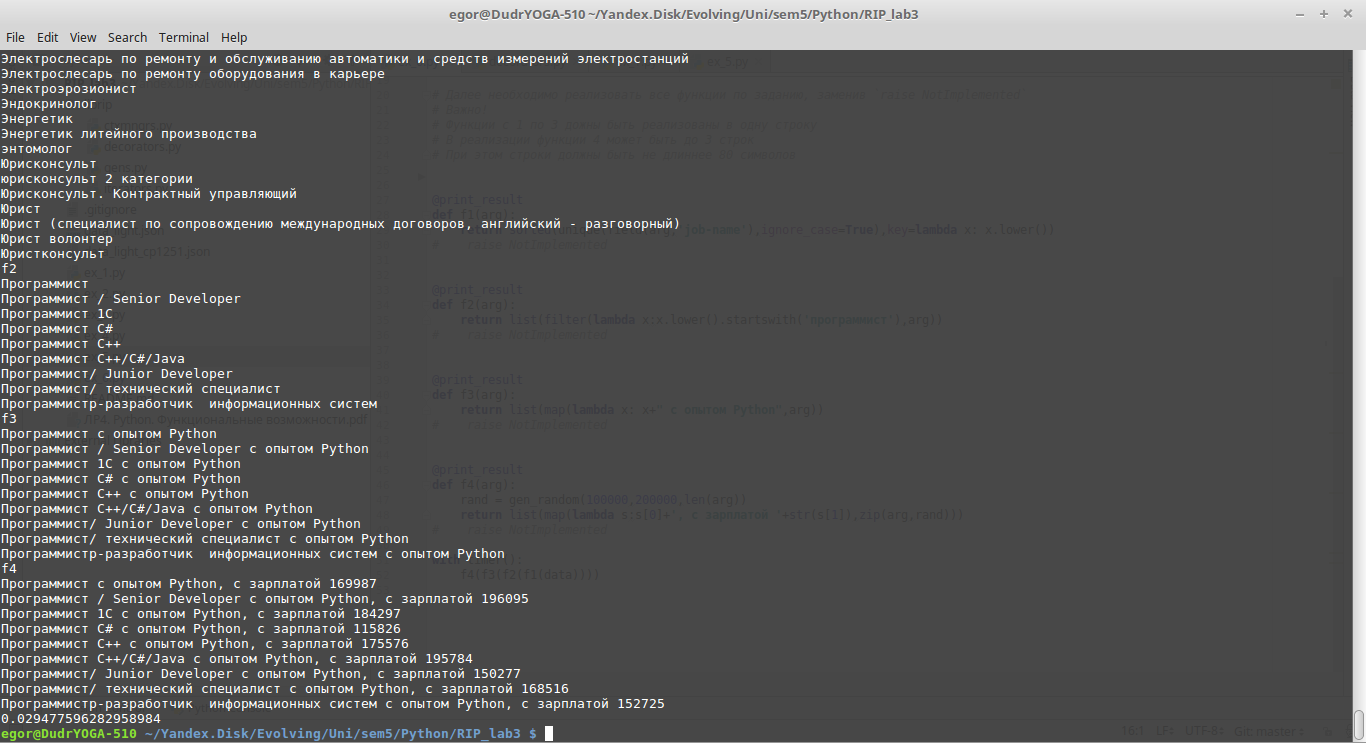 egor@DudrYOGA-510 ~/Yandex.Disk/Evolving/Uni/sem5/Python/RIP_lab3
File Edit View Search Terminal Help
Электрослесарь по ремонту и обслуживанию автоматики и средств измерений электростанций
Электрослесарь по ремонту оборудования в карьере
Электроэрозионист
Эндокринолог
Энергетик
Энергетик литейного производства
энтомолог
Юрисконсульт
юрисконсульт 2 категории
Юрисконсульт. Контрактный управляющий
Юрист
Юрист (специалист по сопровождению международных договоров, английский - разговорный)
Юрист волонтер
Юристконсульт
f2
Программист
Программист / Senior Developer
Программист 1C
Программист C#
Программист C++
Программист C++/C#/Java
Программист/ Junior Developer
Программист/ технический специалист
Программистр-разработчик  информационных систем
f3
Программист с опытом Python
Программист / Senior Developer с опытом Python
Программист 1C с опытом Python
Программист C# с опытом Python
Программист C++ с опытом Python
Программист C++/C#/Java с опытом Python
Программист/ Junior Developer с опытом Python
Программист/ технический специалист с опытом Python
Программистр-разработчик  информационных систем с опытом Python
f4
Программист с опытом Python, с зарплатой 169987
Программист / Senior Developer с опытом Python, с зарплатой 196095
Программист 1C с опытом Python, с зарплатой 184297
Программист C# с опытом Python, с зарплатой 115826
Программист C++ с опытом Python, с зарплатой 175576
Программист C++/C#/Java с опытом Python, с зарплатой 195784
Программист/ Junior Developer с опытом Python, с зарплатой 150277
Программист/ технический специалист с опытом Python, с зарплатой 168516
Программистр-разработчик  информационных систем с опытом Python, с зарплатой 152725
0.029477596282958984
egor@DudrYOGA-510 ~/Yandex.Disk/Evolving/Uni/sem5/Python/RIP_lab3 $